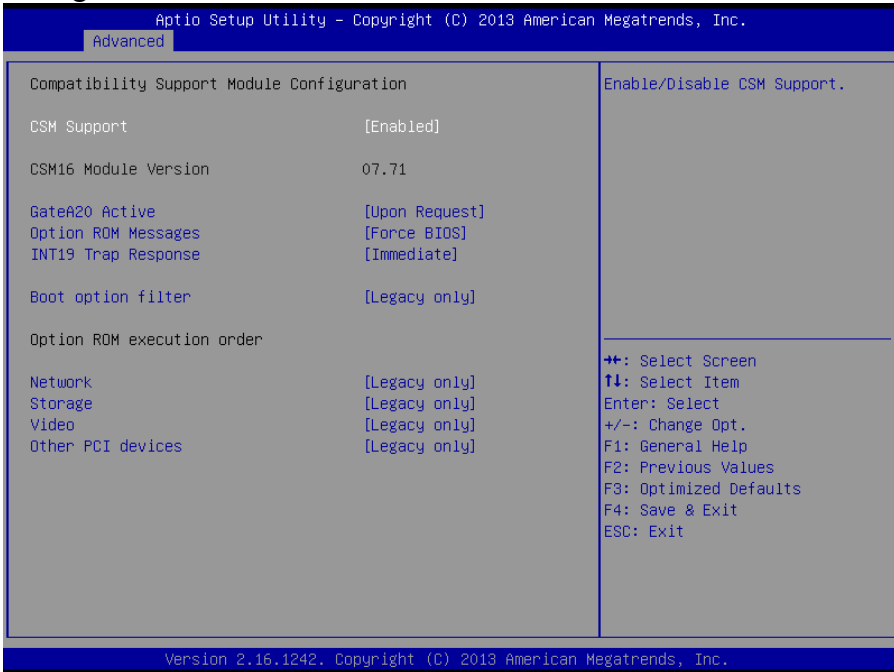 Aptio Setup Utility – Copyright (C) 2013 American Megatrends, Inc.
Advanced
Compatibility Support Module Configuration
CSM Support [Enabled]
CSM16 Module Version 07.71
GateA20 Active [Upon Request]
Option ROM Messages [Force BIOS]
INT19 Trap Response [Immediate]
Boot option filter [Legacy only]
Option ROM execution order
Network [Legacy only]
Storage [Legacy only]
Video [Legacy only]
Other PCI devices [Legacy only]
Enable/Disable CSM Support.
→←: Select Screen
↑↓: Select Item
Enter: Select
+/-: Change Opt.
F1: General Help
F2: Previous Values
F3: Optimized Defaults
F4: Save & Exit
ESC: Exit
Version 2.16.1242. Copyright (C) 2013 American Megatrends, Inc.